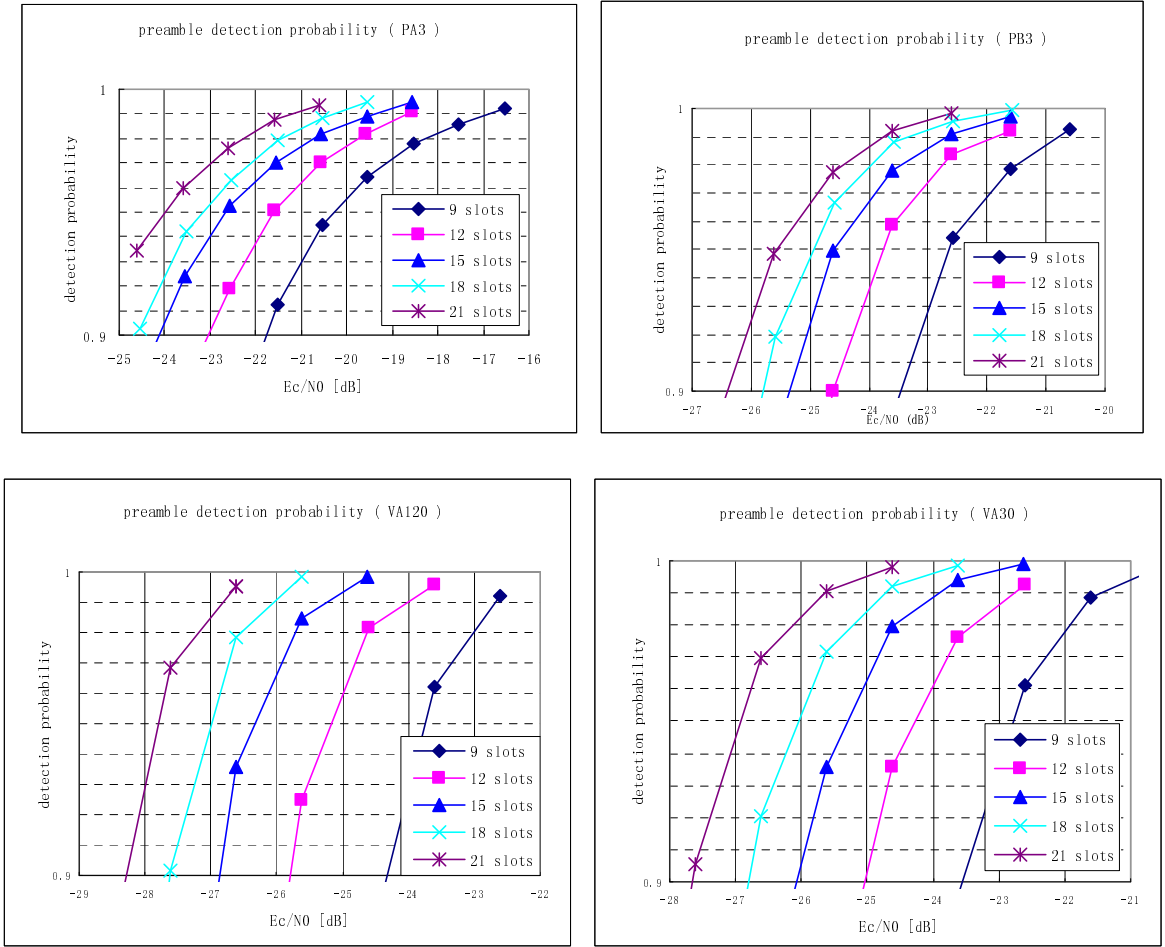 preamble detection probability ( PA3 )
detection probability
1
0.9
-25 -24 -23 -22 -21 -20 -19 -18 -17 -16
Ec/N0 [dB]
9 slots
12 slots
15 slots
18 slots
21 slots
preamble detection probability ( PB3 )
detection probability
1
0.9
-27 -26 -25 -24 -23 -22 -21 -20
Ec/N0 (dB)
9 slots
12 slots
15 slots
18 slots
21 slots
preamble detection probability ( VA120 )
detection probability
1
0.9
-29 -28 -27 -26 -25 -24 -23 -22
Ec/N0 [dB]
9 slots
12 slots
15 slots
18 slots
21 slots
preamble detection probability ( VA30 )
detection probability
1
0.9
-28 -27 -26 -25 -24 -23 -22 -21
Ec/N0 [dB]
9 slots
12 slots
15 slots
18 slots
21 slots